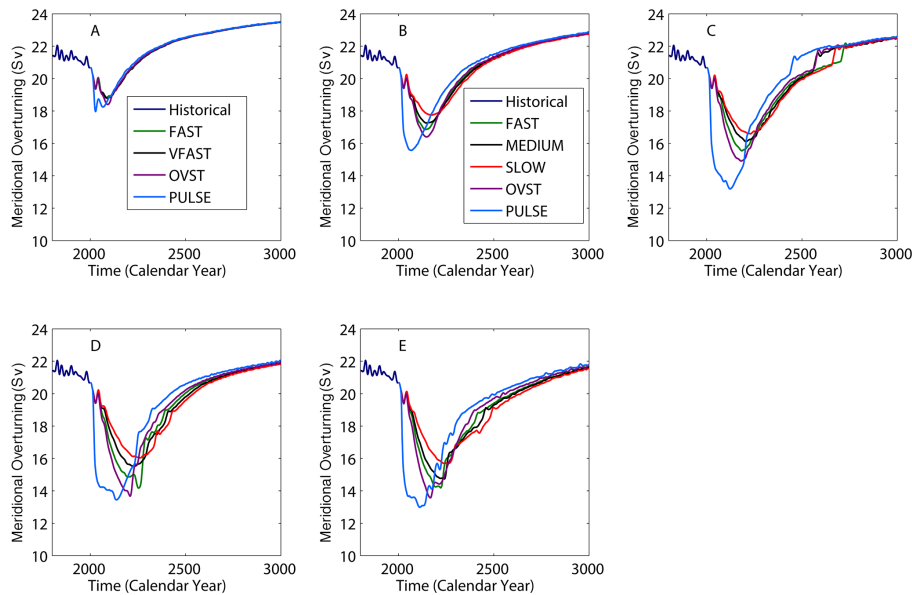 24
22
20
18
16
14
12
10
Meridional Overturning (Sv)
A
Historical
FAST
VFAST
OVST
PULSE
2000
2500
3000
Time (Calendar Year)
24
22
20
18
16
14
12
10
Meridional Overturning (Sv)
B
Historical
FAST
MEDIUM
SLOW
OVST
PULSE
2000
2500
3000
Time (Calendar Year)
24
22
20
18
16
14
12
10
Meridional Overturning (Sv)
C
2000
2500
3000
Time (Calendar Year)
24
22
20
18
16
14
12
10
Meridional Overturning (Sv)
D
2000
2500
3000
Time (Calendar Year)
24
22
20
18
16
14
12
10
Meridional Overturning (Sv)
E
2000
2500
3000
Time (Calendar Year)